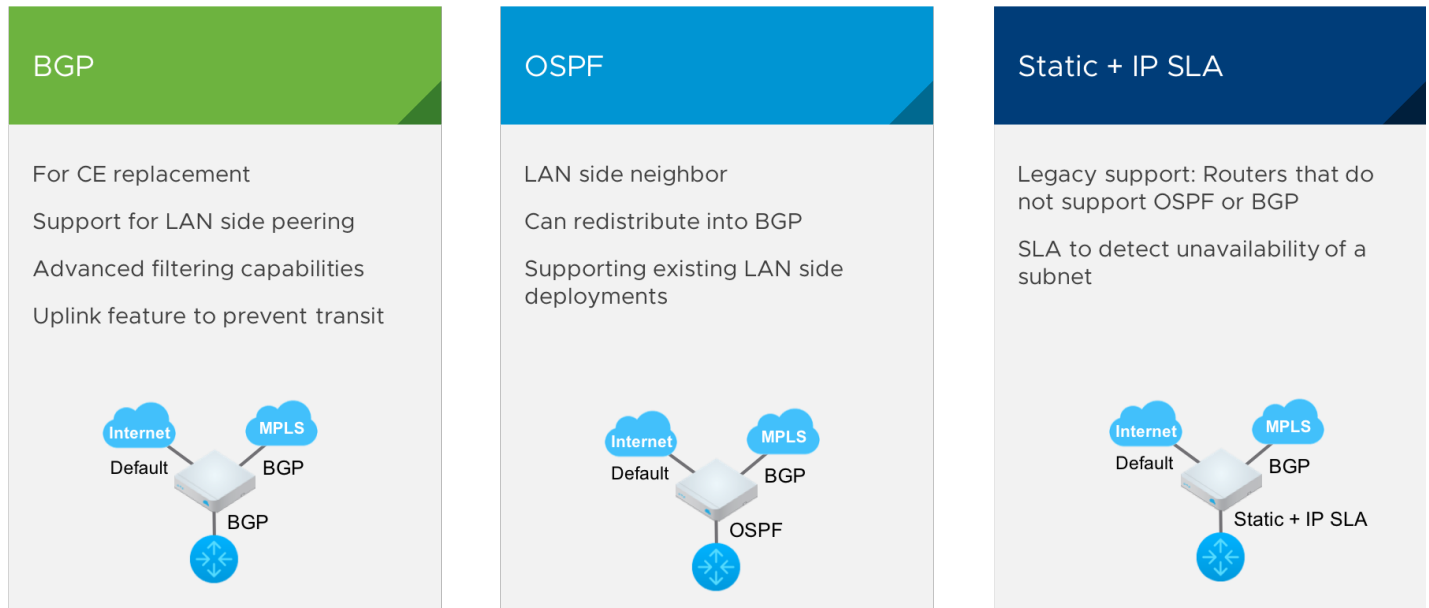 BGP
For CE replacement
Support for LAN side peering
Advanced filtering capabilities
Uplink feature to prevent transit
Internet
MPLS
Default
BGP
BGP
OSPF
LAN side neighbor
Can redistribute into BGP
Supporting existing LAN side
deployments
Internet
MPLS
Default
BGP
OSPF
Static + IP SLA
Legacy support: Routers that do
not support OSPF or BGP
SLA to detect unavailability of a
subnet
Internet
MPLS
Default
BGP
Static + IP SLA